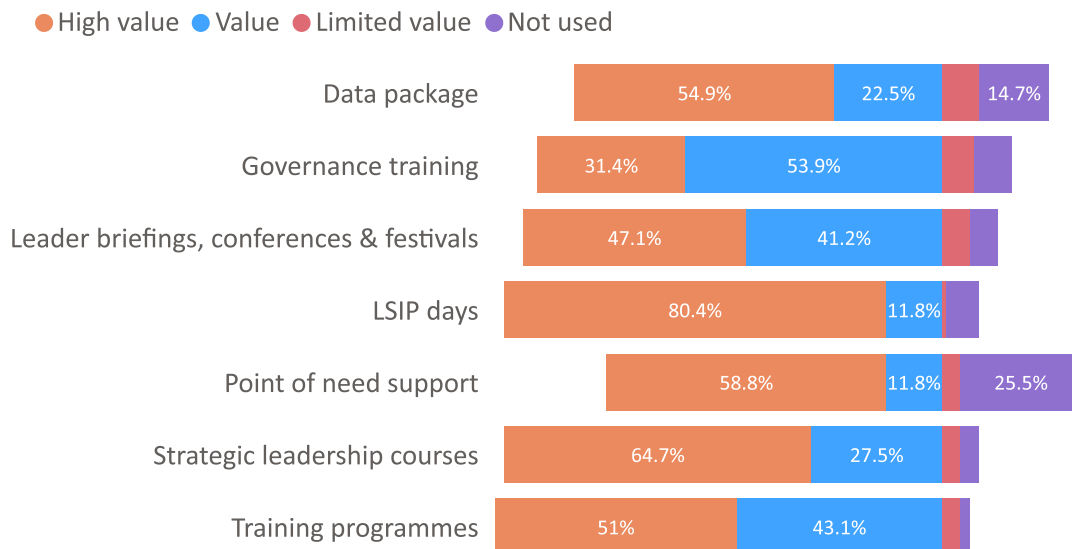 High value Value Limited value Not used
Data package 54.9% 22.5% 14.7%
Governance training 31.4% 53.9%
Leader briefings, conferences & festivals 47.1% 41.2%
LSIP days 80.4% 11.8%
Point of need support 58.8% 11.8% 25.5%
Strategic leadership courses 64.7% 27.5%
Training programmes 51% 43.1%